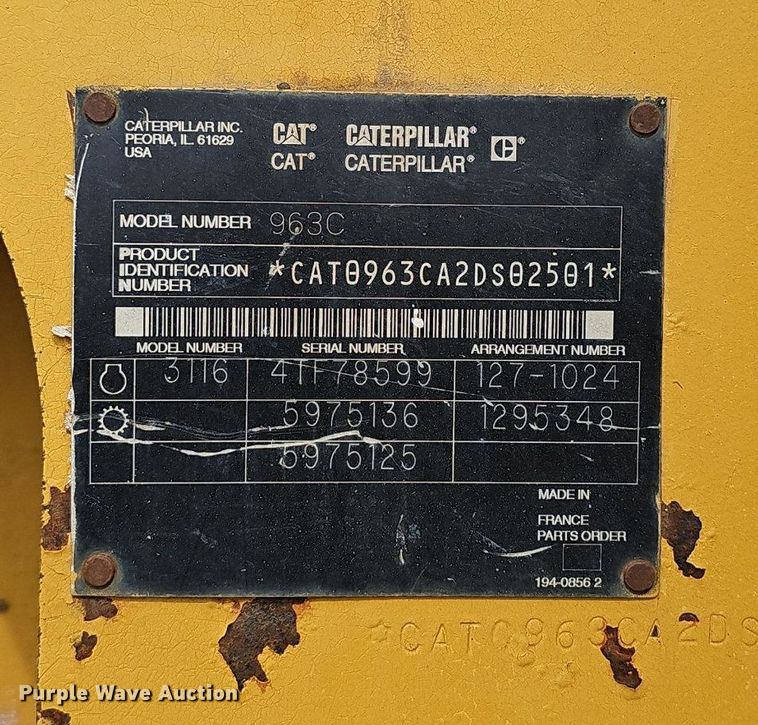 CATERPILLAR INC.
PEORIA, IL. 61629
USA
CAT® CATERPILLAR® C®
CAT® CATERPILLAR®
MODEL NUMBER 963C
PRODUCT
IDENTIFICATION
NUMBER
*CAT0963CA2DS02501*
MODEL NUMBER SERIAL NUMBER ARRANGEMENT NUMBER
3116 4TF78599 127-1024
5975136 1295348
5975125
MADE IN
FRANCE
PARTS ORDER
194-0856 2
*CAT0963CA2DS
Purple Wave Auction